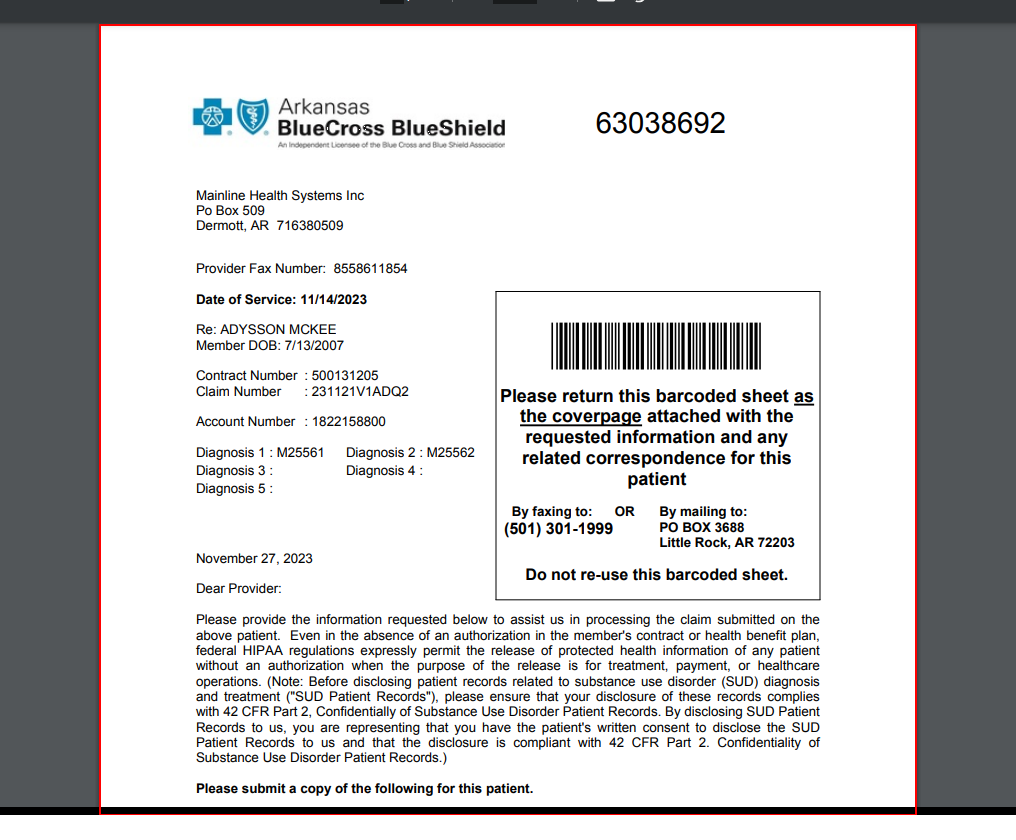 Arkansas
BlueCross BlueShield
An Independent Licensee of the Blue Cross and Blue Shield Association
63038692
Mainline Health Systems Inc
Po Box 509
Dermott, AR 716380509
Provider Fax Number: 8558611854
Date of Service: 11/14/2023
Re: ADYSSON MCKEE
Member DOB: 7/13/2007
Contract Number : 500131205
Claim Number : 231121V1ADQ2
Account Number : 1822158800
Diagnosis 1 : M25561 Diagnosis 2 : M25562
Diagnosis 3 : Diagnosis 4 :
Diagnosis 5 :
Please return this barcoded sheet as
the coverpage attached with the
requested information and any
related correspondence for this
patient
By faxing to: OR By mailing to:
(501) 301-1999 PO BOX 3688
Little Rock, AR 72203
Do not re-use this barcoded sheet.
November 27, 2023
Dear Provider:
Please provide the information requested below to assist us in processing the claim submitted on the
above patient. Even in the absence of an authorization in the member's contract or health benefit plan,
federal HIPAA regulations expressly permit the release of protected health information of any patient
without an authorization when the purpose of the release is for treatment, payment, or healthcare
operations. (Note: Before disclosing patient records related to substance use disorder (SUD) diagnosis
and treatment ("SUD Patient Records"), please ensure that your disclosure of these records complies
with 42 CFR Part 2, Confidentially of Substance Use Disorder Patient Records. By disclosing SUD Patient
Records to us, you are representing that you have the patient's written consent to disclose the SUD
Patient Records to us and that the disclosure is compliant with 42 CFR Part 2. Confidentiality of
Substance Use Disorder Patient Records.)
Please submit a copy of the following for this patient.